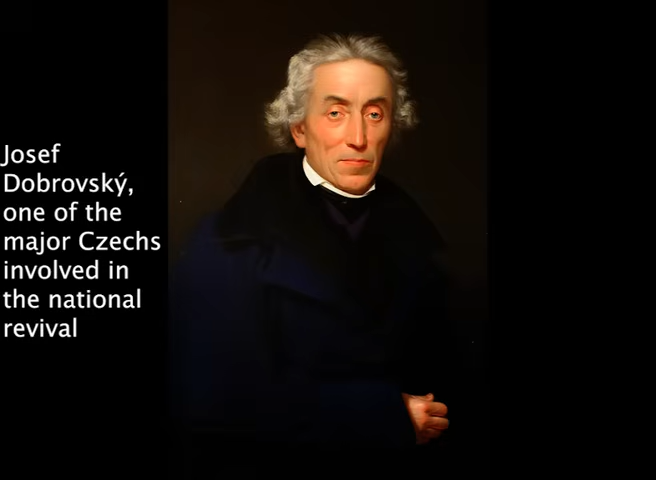 Josef
Dobrovský,
one of the
major Czechs
involved in
the national
revival